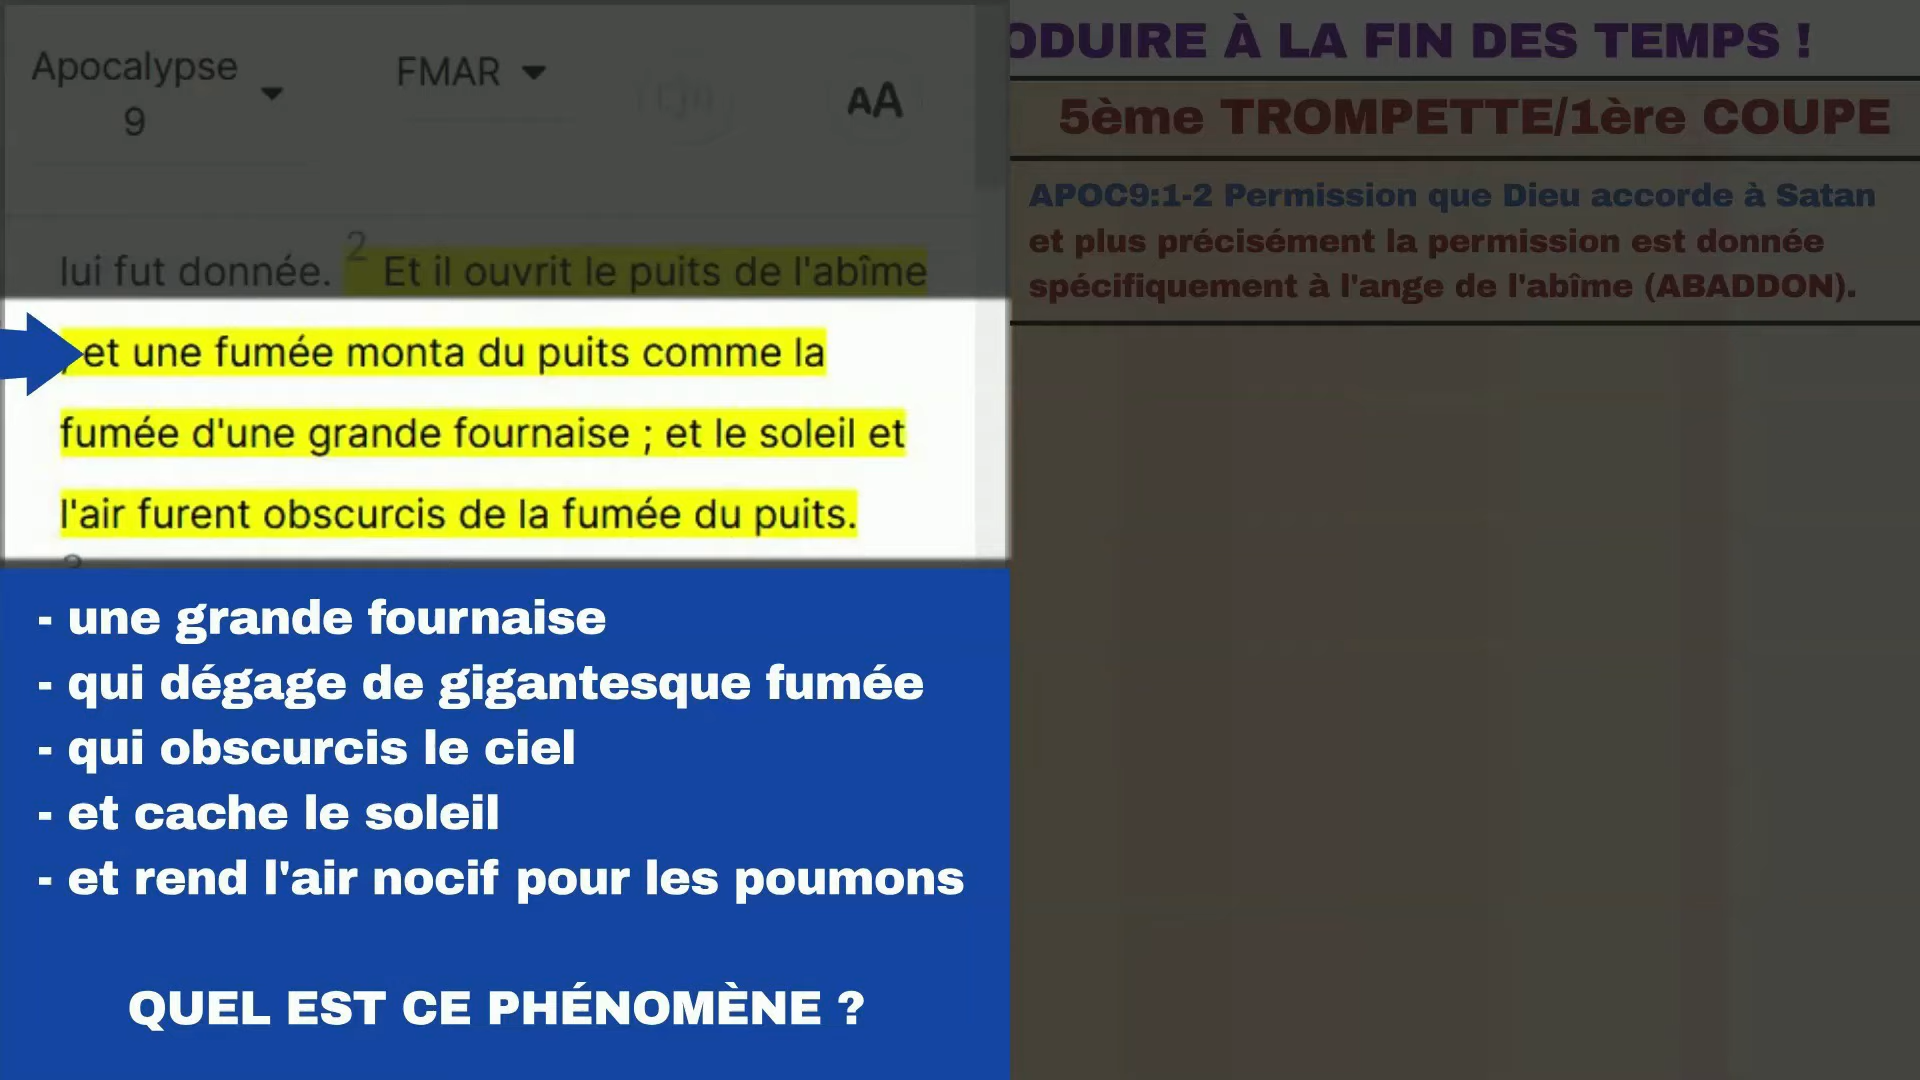 Apocalypse
9
FMAR
AA
lui fut donnée. 2 Et il ouvrit le puits de l'abîme
et une fumée monta du puits comme la
fumée d'une grande fournaise ; et le soleil et
l'air furent obscurcis de la fumée du puits.
- une grande fournaise
- qui dégage de gigantesque fumée
- qui obscurcis le ciel
- et cache le soleil
- et rend l'air nocif pour les poumons
QUEL EST CE PHÉNOMÈNE ?
ODUIRE À LA FIN DES TEMPS !
5ème TROMPETTE/1ère COUPE
APOC9:1-2 Permission que Dieu accorde à Satan
et plus précisément la permission est donnée
spécifiquement à l'ange de l'abîme (ABADDON).